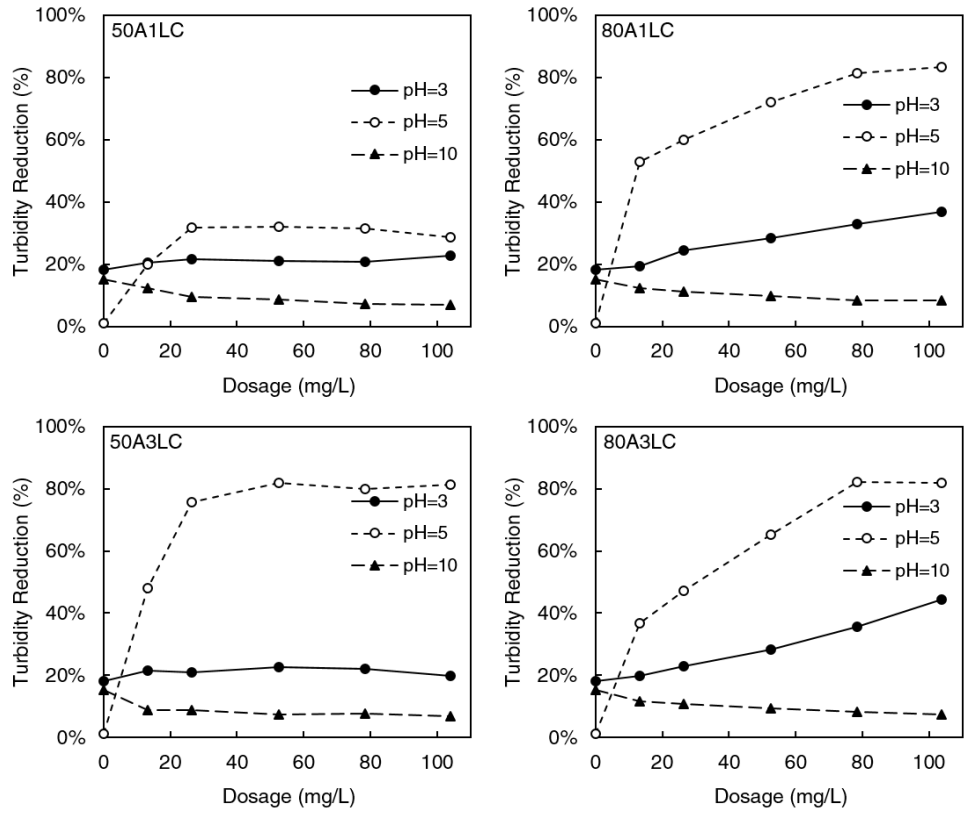 50A1LC
Turbidity Reduction (%)
100%
80%
60%
40%
20%
0%
pH=3
pH=5
pH=10
0 20 40 60 80 100
Dosage (mg/L)
80A1LC
Turbidity Reduction (%)
100%
80%
60%
40%
20%
0%
pH=3
pH=5
pH=10
0 20 40 60 80 100
Dosage (mg/L)
50A3LC
Turbidity Reduction (%)
100%
80%
60%
40%
20%
0%
pH=3
pH=5
pH=10
0 20 40 60 80 100
Dosage (mg/L)
80A3LC
Turbidity Reduction (%)
100%
80%
60%
40%
20%
0%
pH=3
pH=5
pH=10
0 20 40 60 80 100
Dosage (mg/L)